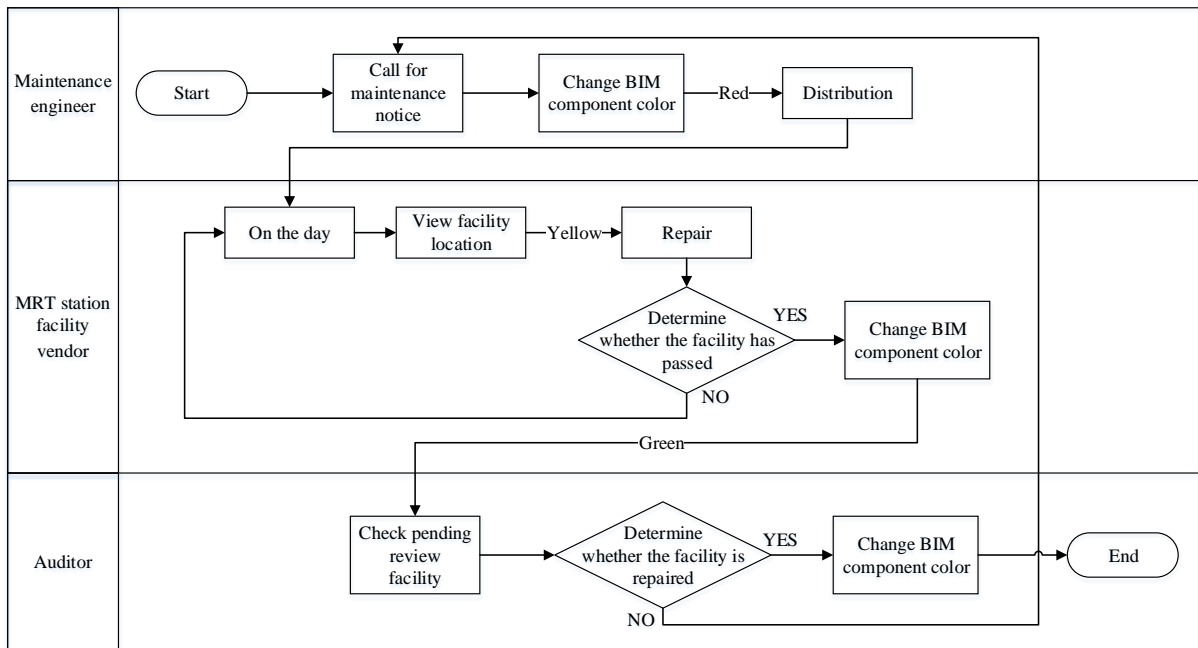 Maintenance
engineer
Start
Call for
maintenance
notice
Change BIM
component color
Red
Distribution
MRT station
facility
vendor
On the day
View facility
location
Yellow
Repair
Determine
whether the facility has
passed
YES
NO
Change BIM
component color
Green
Auditor
Check pending
review
facility
Determine
whether the facility is
repaired
YES
NO
Change BIM
component color
End